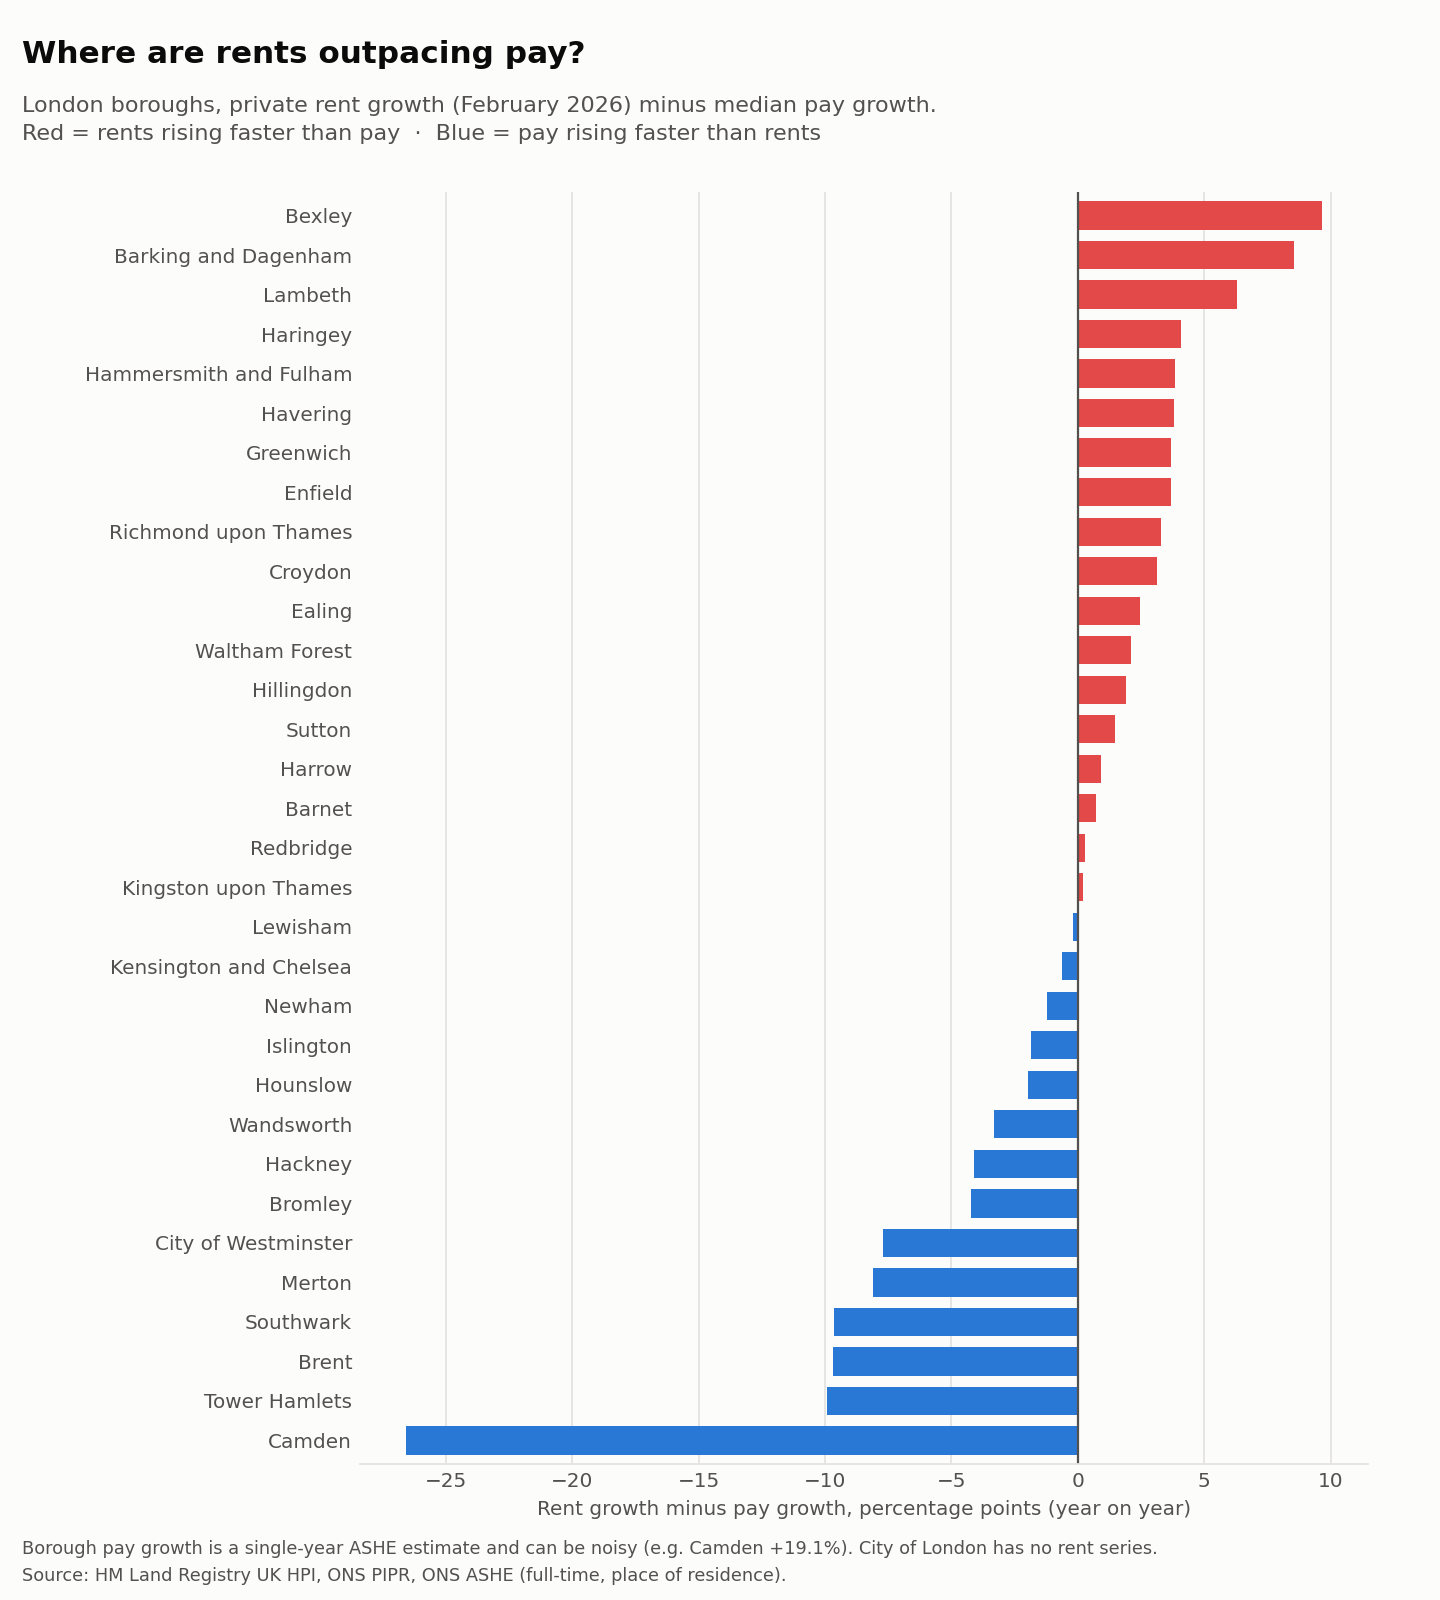 Where are rents outpacing pay?
London boroughs, private rent growth (February 2026) minus median pay growth.
Red = rents rising faster than pay · Blue = pay rising faster than rents
Bexley
Barking and Dagenham
Lambeth
Haringey
Hammersmith and Fulham
Havering
Greenwich
Enfield
Richmond upon Thames
Croydon
Ealing
Waltham Forest
Hillingdon
Sutton
Harrow
Barnet
Redbridge
Kingston upon Thames
Lewisham
Kensington and Chelsea
Newham
Islington
Hounslow
Wandsworth
Hackney
Bromley
City of Westminster
Merton
Southwark
Brent
Tower Hamlets
Camden
−25 −20 −15 −10 −5 0 5 10
Rent growth minus pay growth, percentage points (year on year)
Borough pay growth is a single-year ASHE estimate and can be noisy (e.g. Camden +19.1%). City of London has no rent series.
Source: HM Land Registry UK HPI, ONS PIPR, ONS ASHE (full-time, place of residence).